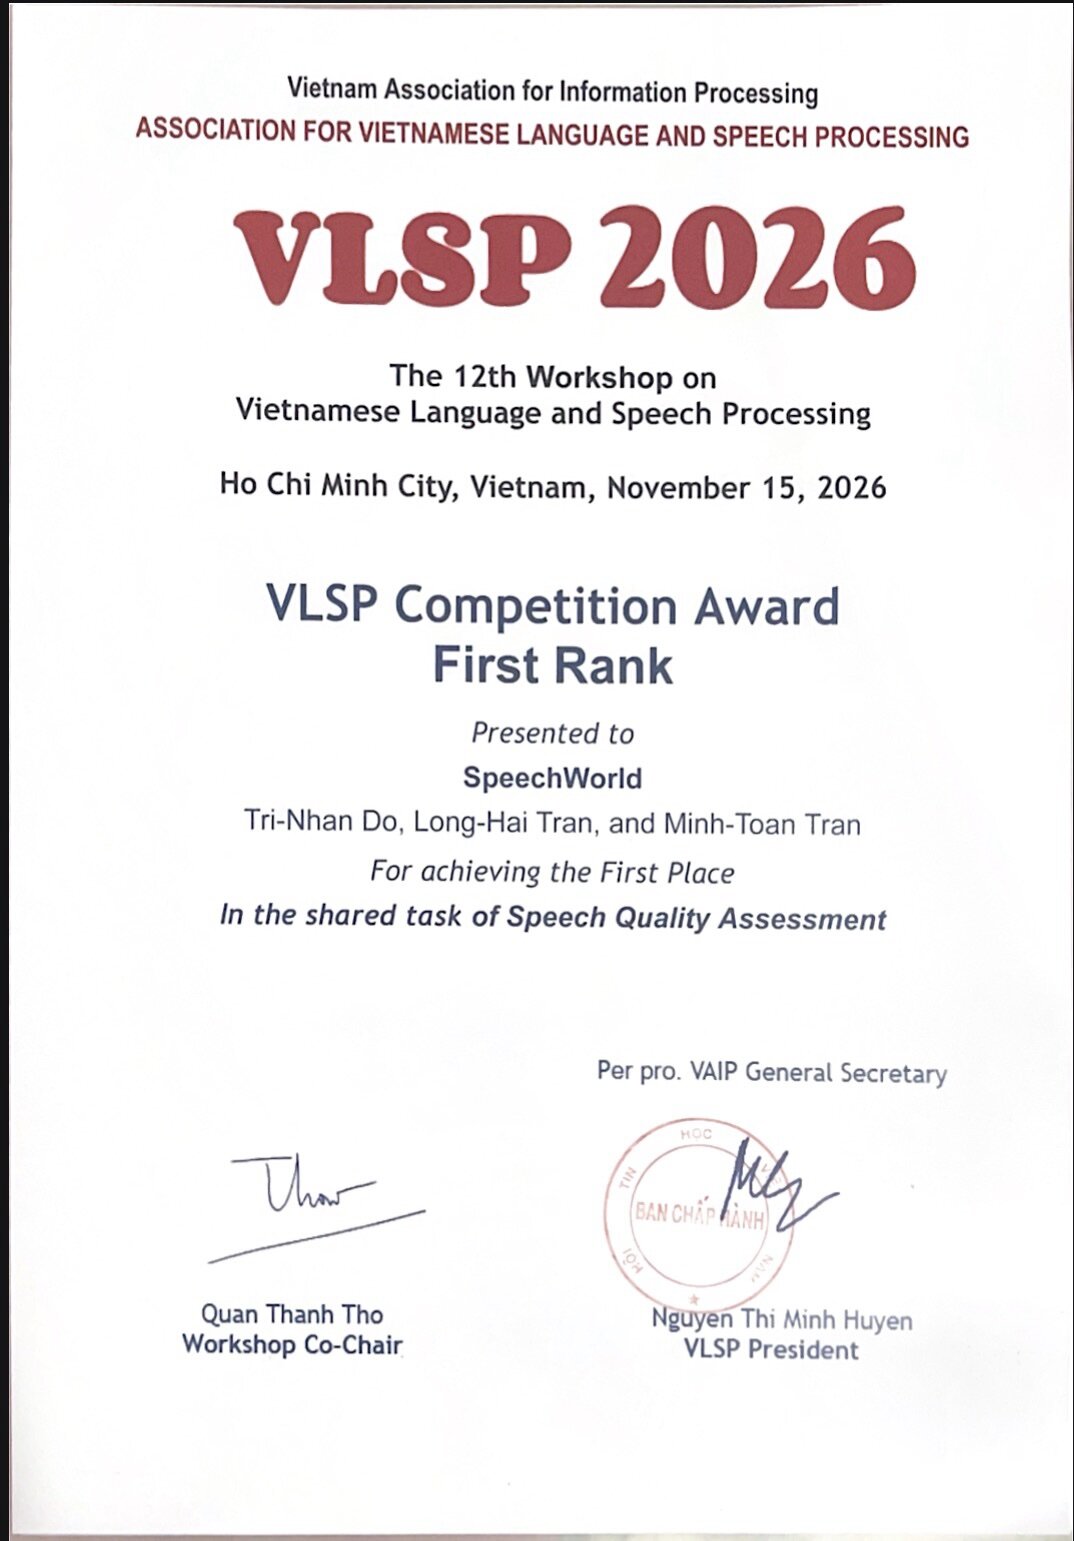 Vietnam Association for Information Processing
ASSOCIATION FOR VIETNAMESE LANGUAGE AND SPEECH PROCESSING
VLSP 2026
The 12th Workshop on
Vietnamese Language and Speech Processing
Ho Chi Minh City, Vietnam, November 15, 2026
VLSP Competition Award
First Rank
Presented to
SpeechWorld
Tri-Nhan Do, Long-Hai Tran, and Minh-Toan Tran
For achieving the First Place
In the shared task of Speech Quality Assessment
Per pro. VAIP General Secretary
HỘI TIN HỌC VIỆT NAM
BAN CHẤP HÀNH
Quan Thanh Tho
Workshop Co-Chair
Nguyen Thi Minh Huyen
VLSP President